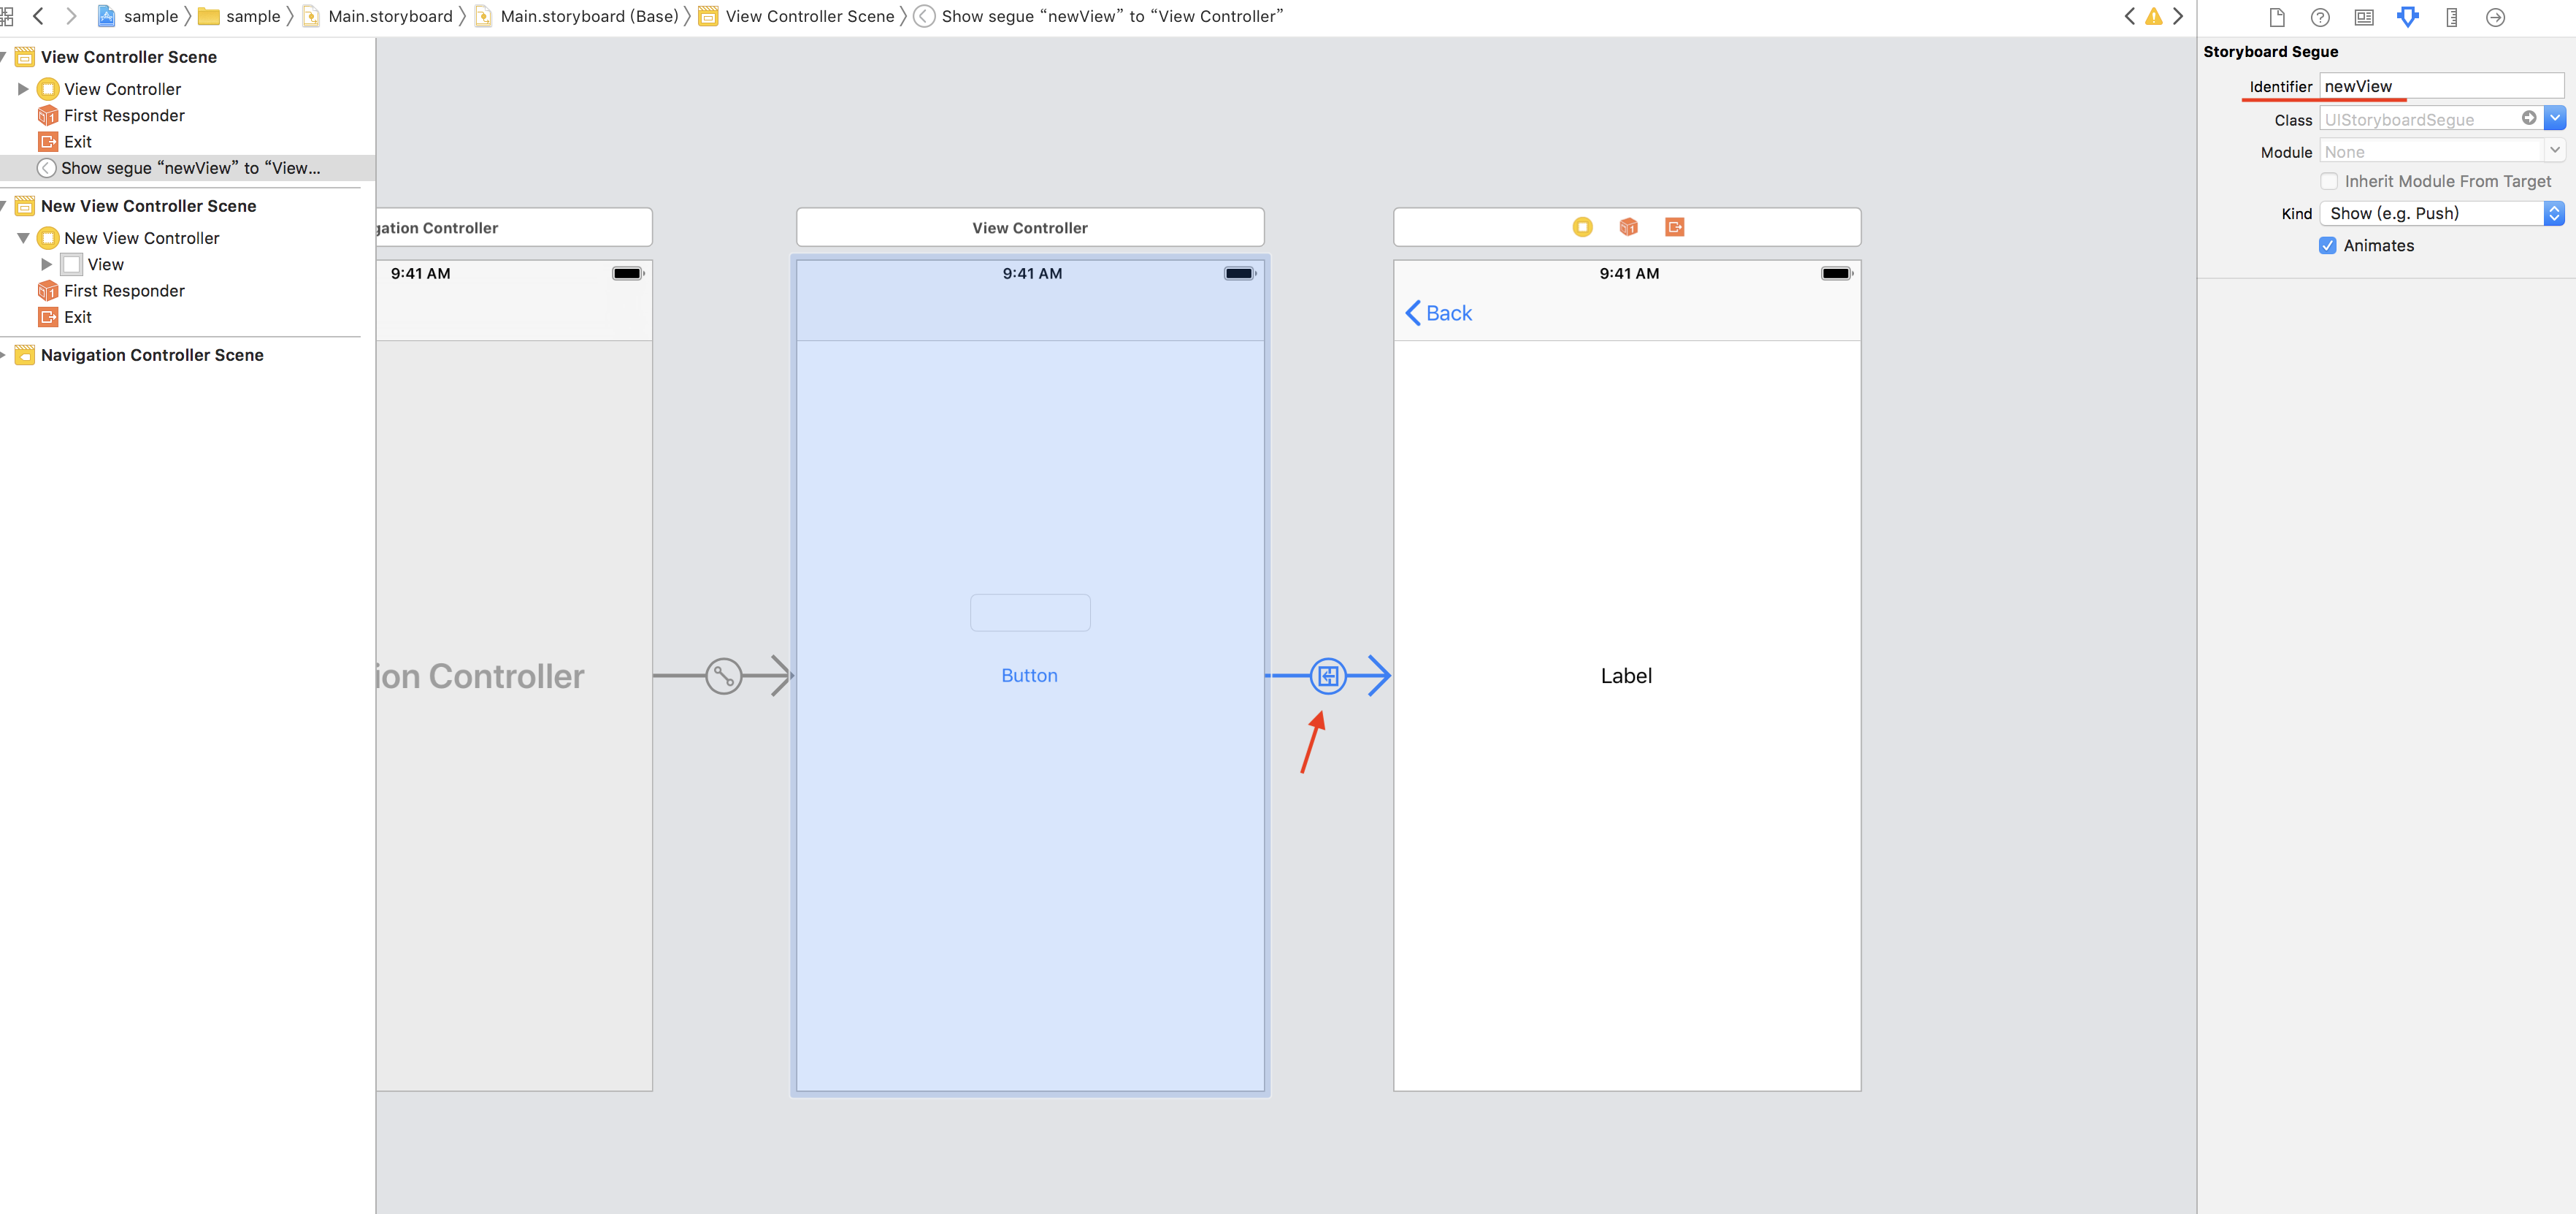 sample sample Main.storyboard Main.storyboard (Base) View Controller Scene Show segue “newView” to “View Controller”
View Controller Scene
View Controller
First Responder
Exit
Show segue “newView” to “View...
New View Controller Scene
New View Controller
View
First Responder
Exit
Navigation Controller Scene
gation Controller
9:41 AM
ion Controller
View Controller
9:41 AM
Button
9:41 AM
Back
Label
Storyboard Segue
Identifier newView
Class UIStoryboardSegue
Module None
Inherit Module From Target
Kind Show (e.g. Push)
Animates